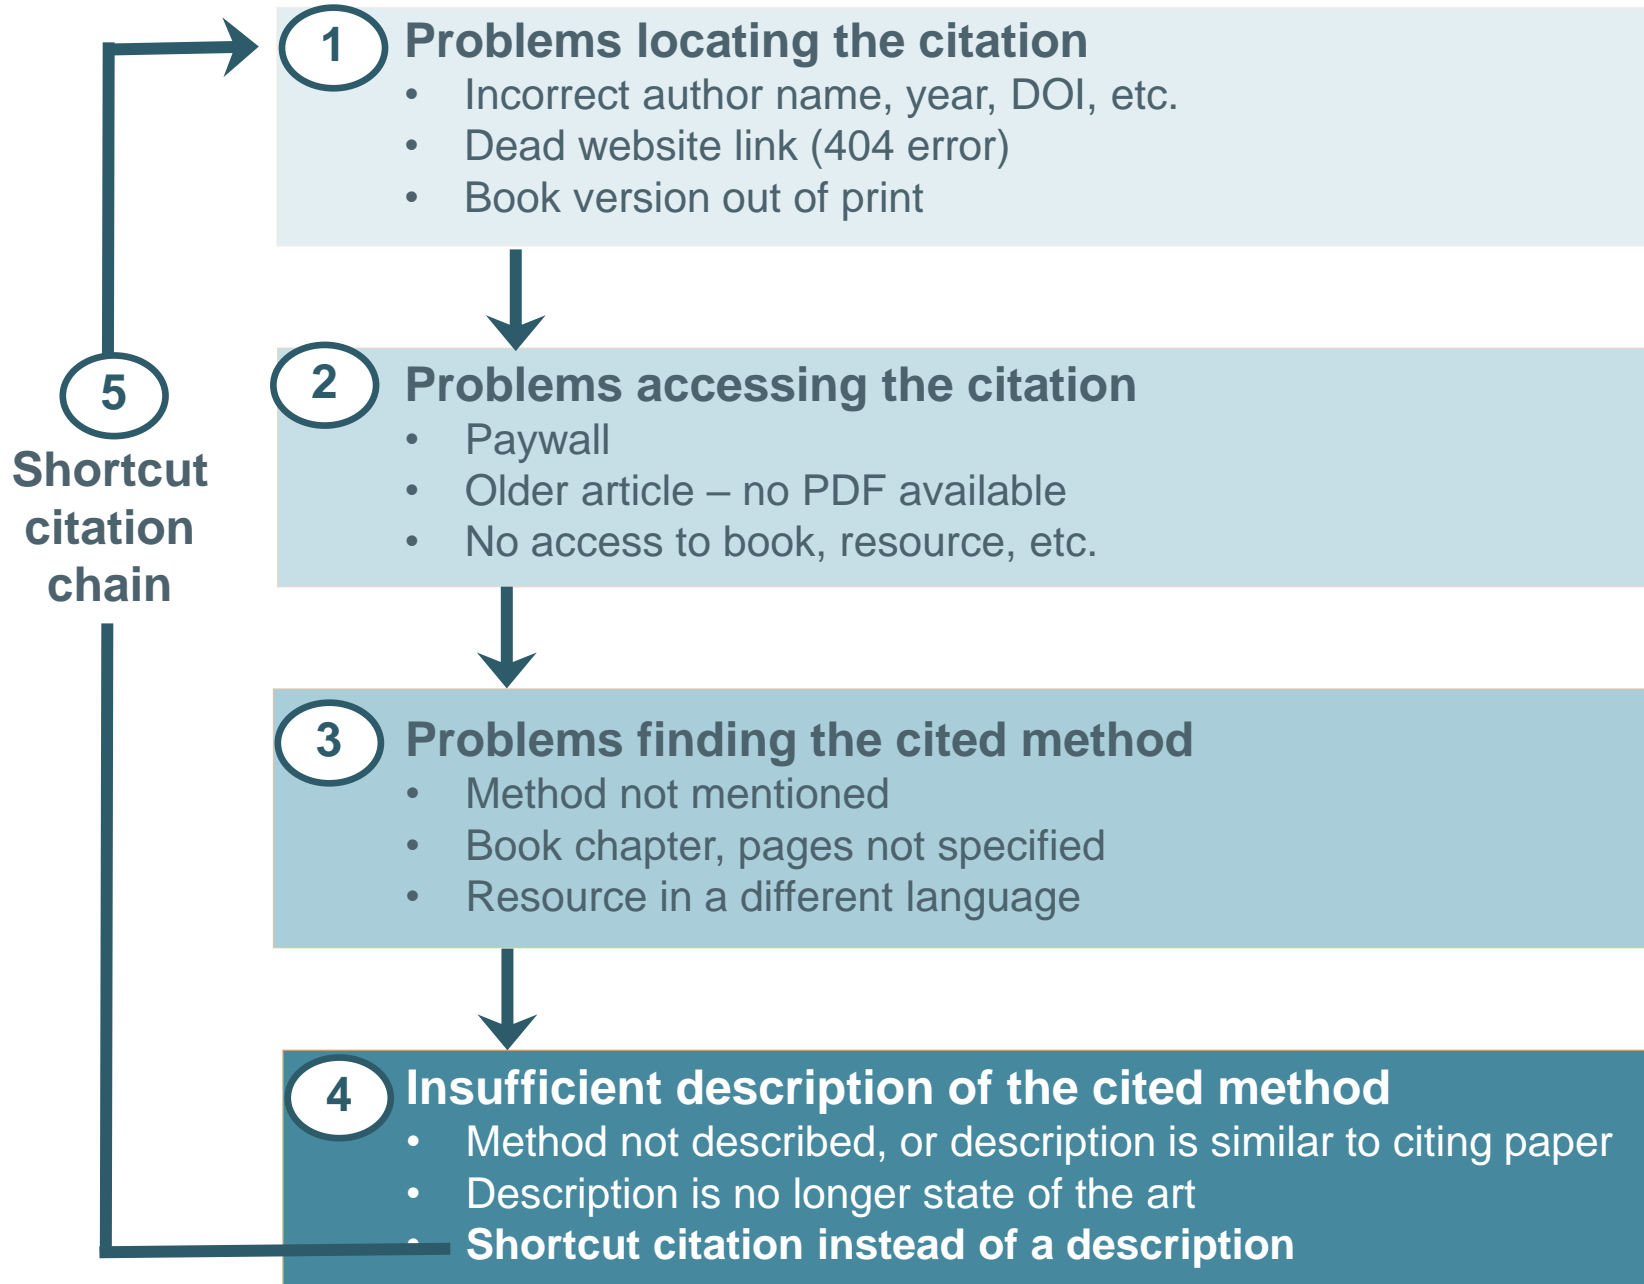 1 Problems locating the citation
• Incorrect author name, year, DOI, etc.
• Dead website link (404 error)
• Book version out of print
2 Problems accessing the citation
• Paywall
• Older article – no PDF available
• No access to book, resource, etc.
3 Problems finding the cited method
• Method not mentioned
• Book chapter, pages not specified
• Resource in a different language
4 Insufficient description of the cited method
• Method not described, or description is similar to citing paper
• Description is no longer state of the art
• Shortcut citation instead of a description
5
Shortcut
citation
chain